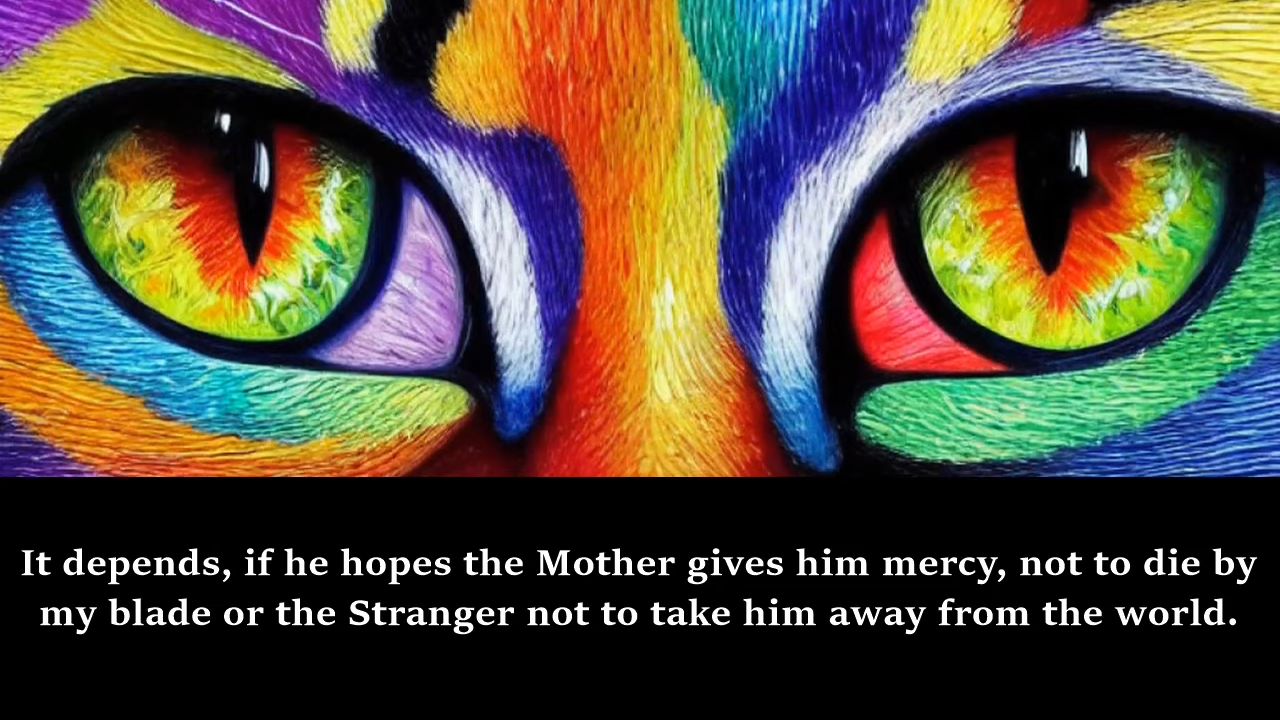 It depends, if he hopes the Mother gives him mercy, not to die by
my blade or the Stranger not to take him away from the world.